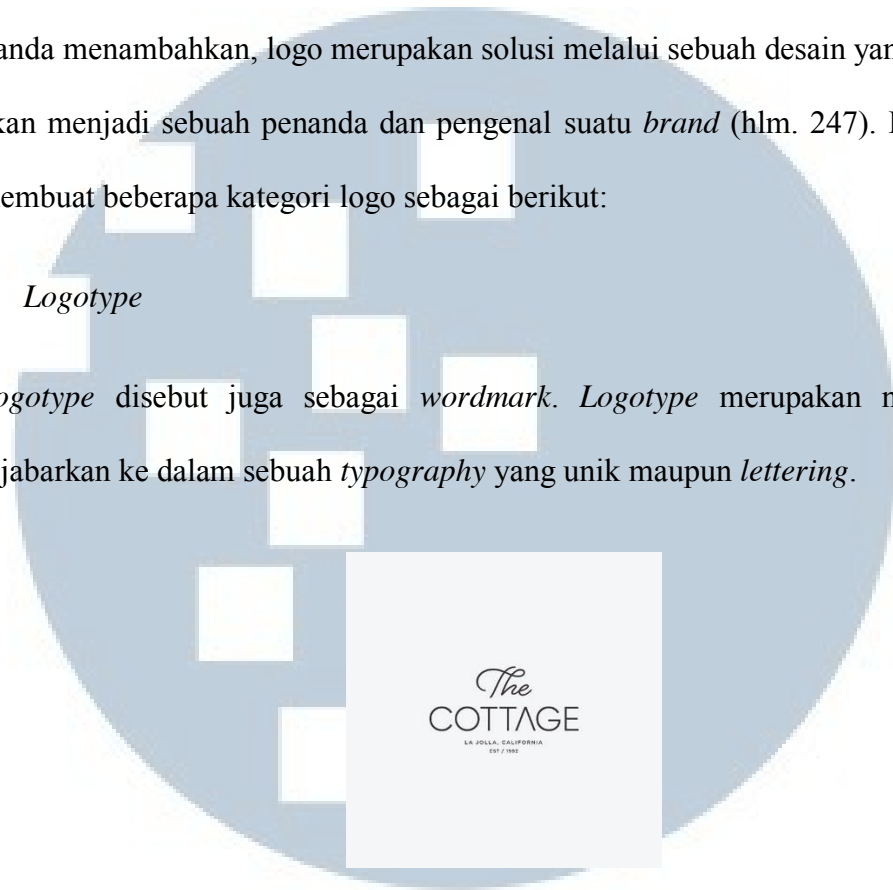 anda menambahkan, logo merupakan solusi melalui sebuah desain yan
kan menjadi sebuah penanda dan pengenal suatu brand (hlm. 247).
embuat beberapa kategori logo sebagai berikut:
Logotype
ogotype disebut juga sebagai wordmark. Logotype merupakan n
jabarkan ke dalam sebuah typography yang unik maupun lettering.
The
COTTAGE
LA JOLLA, CALIFORNIA
EST / 1992